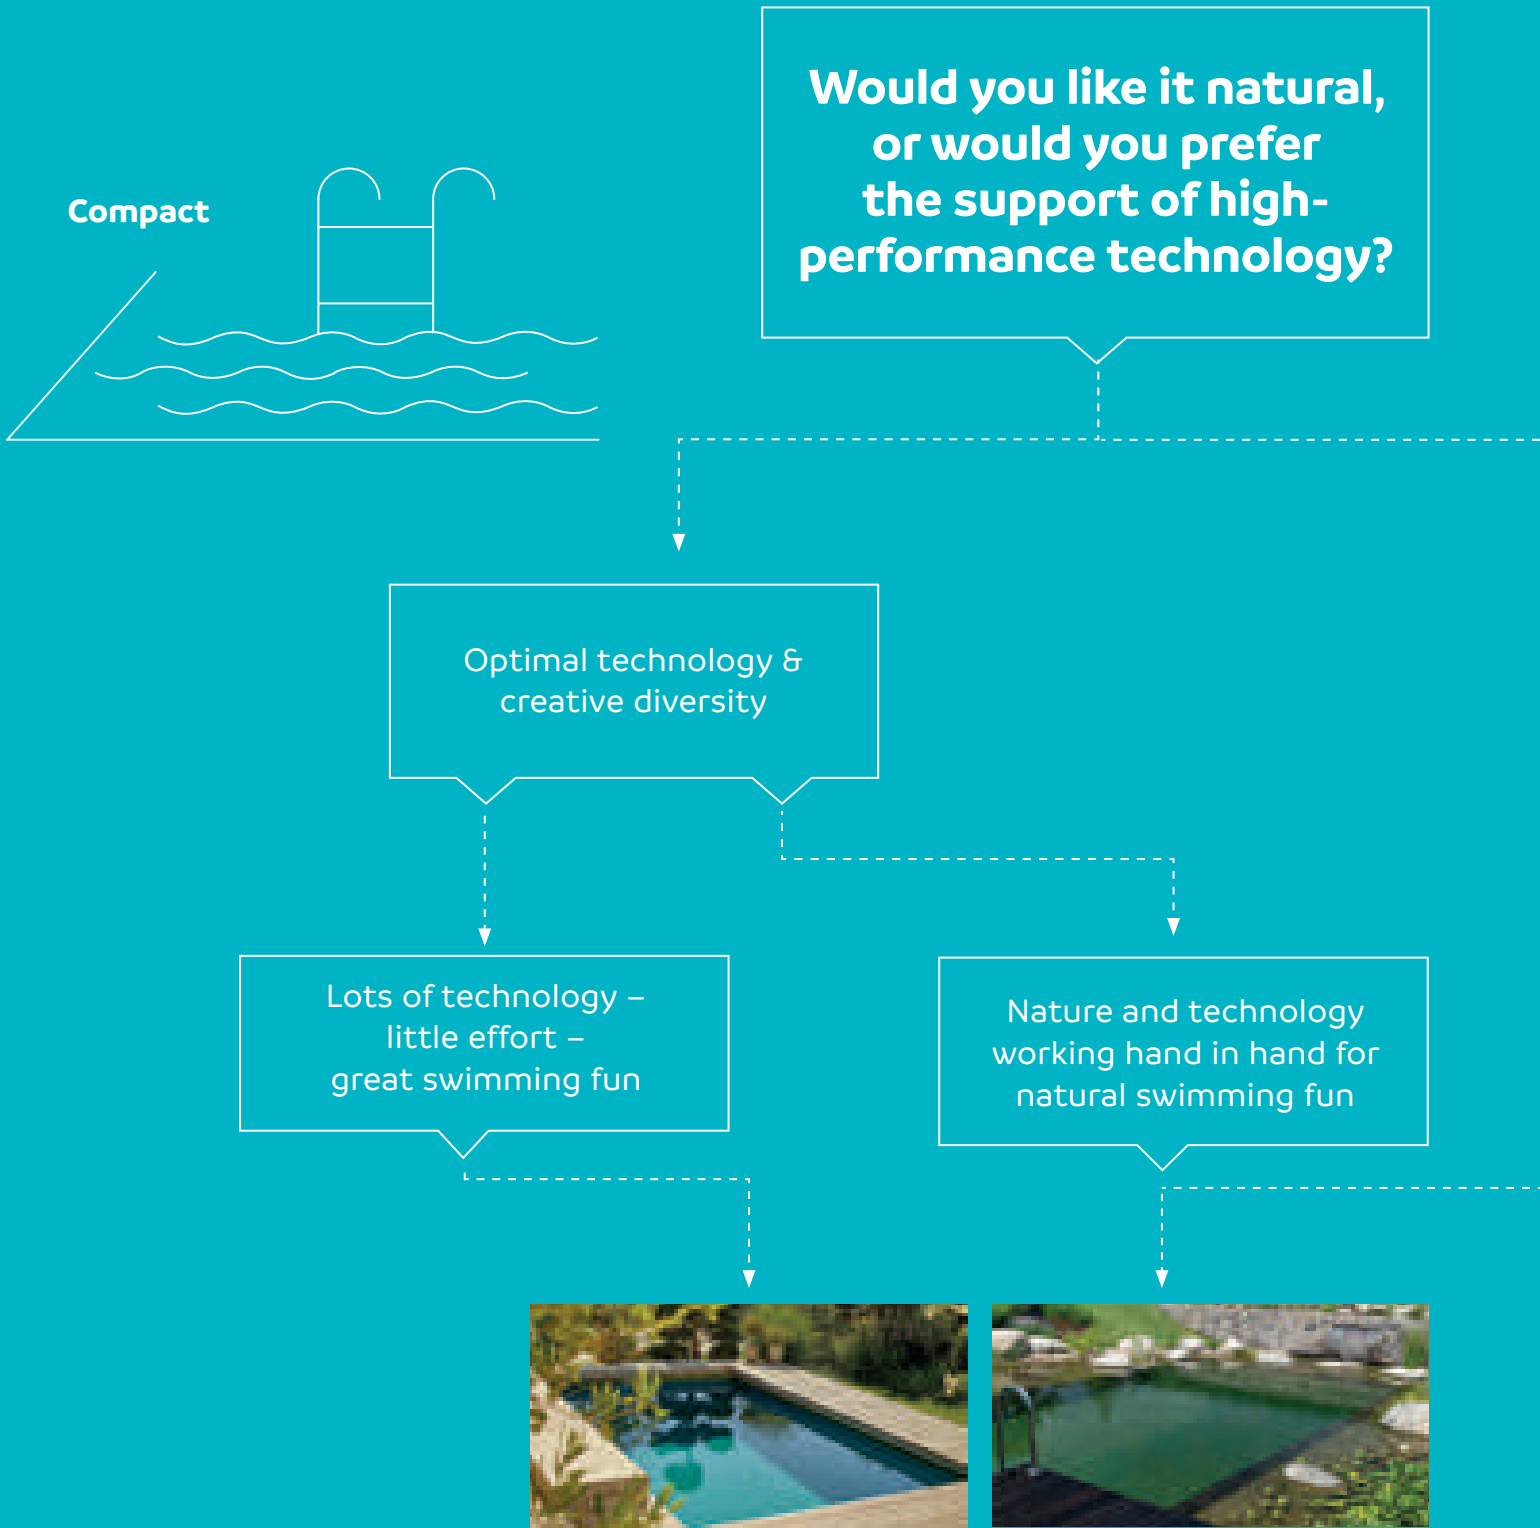 Would you like it natural,
or would you prefer
the support of high-
performance technology?
Compact
Optimal technology &
creative diversity
Lots of technology –
little effort –
great swimming fun
Nature and technology
working hand in hand for
natural swimming fun